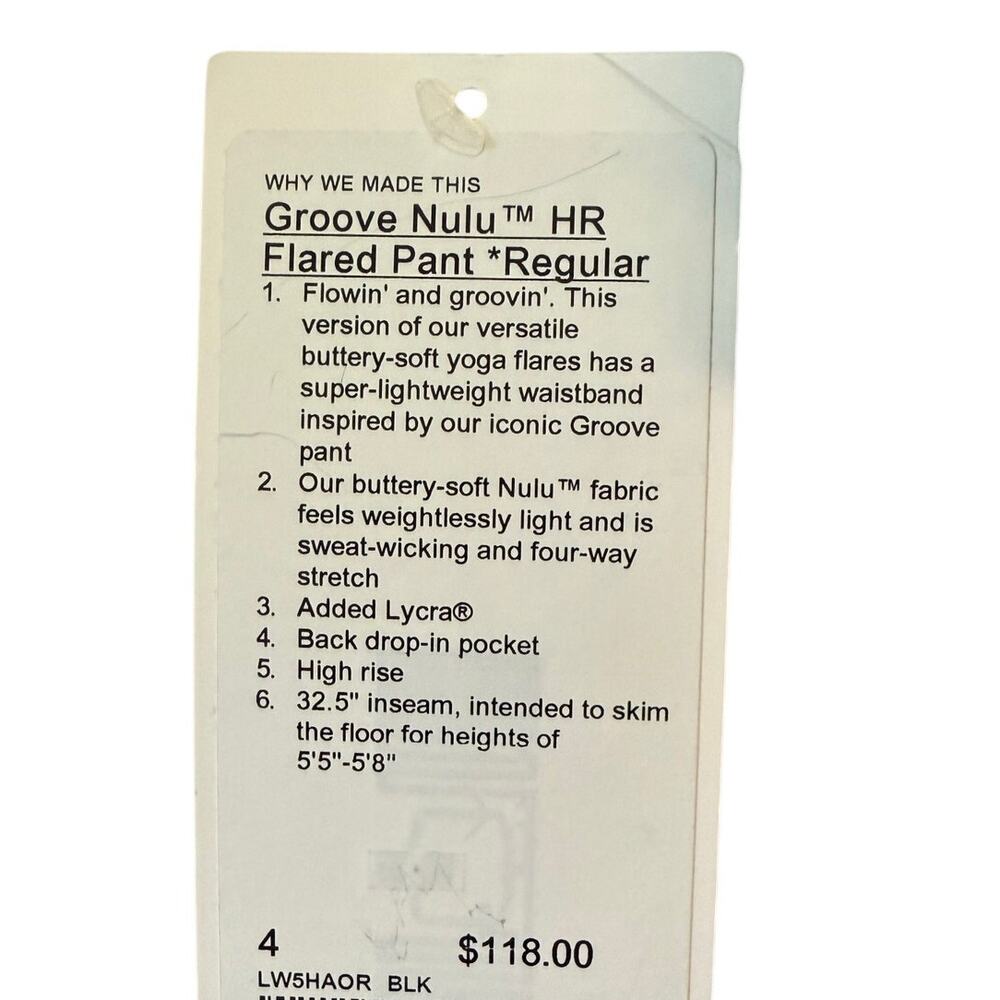 WHY WE MADE THIS
Groove Nulu™ HR
Flared Pant *Regular
1. Flowin' and groovin'. This
version of our versatile
buttery-soft yoga flares has a
super-lightweight waistband
inspired by our iconic Groove
pant
2. Our buttery-soft Nulu™ fabric
feels weightlessly light and is
sweat-wicking and four-way
stretch
3. Added Lycra®
4. Back drop-in pocket
5. High rise
6. 32.5" inseam, intended to skim
the floor for heights of
5'5"-5'8"
4 $118.00
LW5HAOR BLK